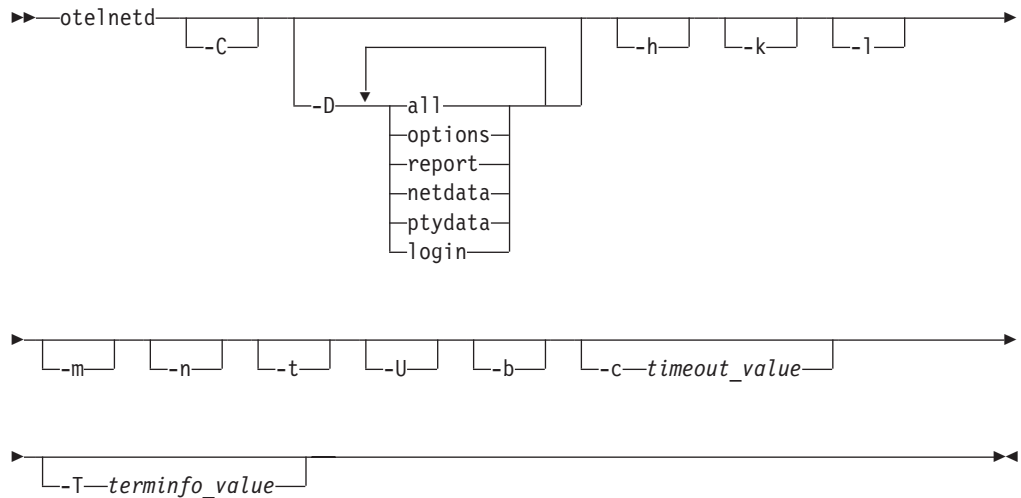 otelnetd
-C -D all -h -k -l
options
report
netdata
ptydata
login
-m -n -t -U -b -c timeout_value
-T terminfo_value